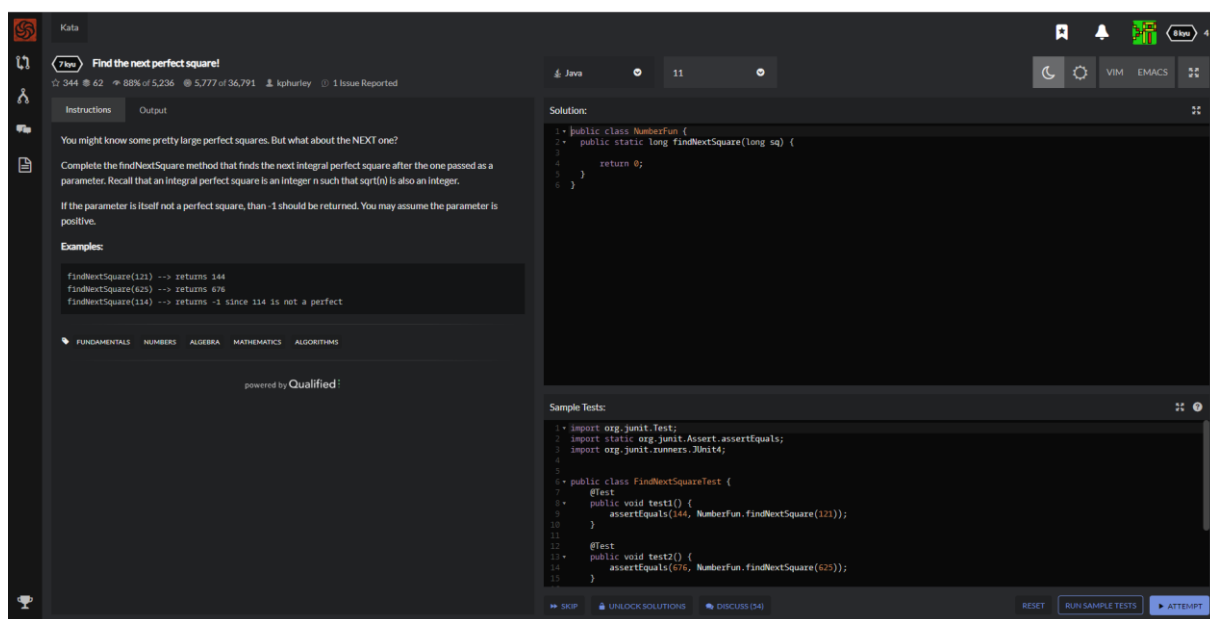 Kata
8 kyu 4
7 kyu Find the next perfect square!
344 62 88% of 5,236 5,777 of 36,791 kphurley 1 Issue Reported
Instructions Output
You might know some pretty large perfect squares. But what about the NEXT one?
Complete the findNextSquare method that finds the next integral perfect square after the one passed as a
parameter. Recall that an integral perfect square is an integer n such that sqrt(n) is also an integer.
If the parameter is itself not a perfect square, than -1 should be returned. You may assume the parameter is
positive.
Examples:
findNextSquare(121) --> returns 144
findNextSquare(625) --> returns 676
findNextSquare(114) --> returns -1 since 114 is not a perfect
FUNDAMENTALS NUMBERS ALGEBRA MATHEMATICS ALGORITHMS
powered by Qualified
Java 11 VIM EMACS
Solution:
1 public class NumberFun {
2 public static long findNextSquare(long sq) {
3
4 return 0;
5 }
6 }
Sample Tests:
1 import org.junit.Test;
2 import static org.junit.Assert.assertEquals;
3 import org.junit.runners.JUnit4;
4
5
6 public class FindNextSquareTest {
7 @Test
8 public void test1() {
9 assertEquals(144, NumberFun.findNextSquare(121));
10 }
11
12 @Test
13 public void test2() {
14 assertEquals(676, NumberFun.findNextSquare(625));
15 }
SKIP UNLOCK SOLUTIONS DISCUSS (54) RESET RUN SAMPLE TESTS ATTEMPT